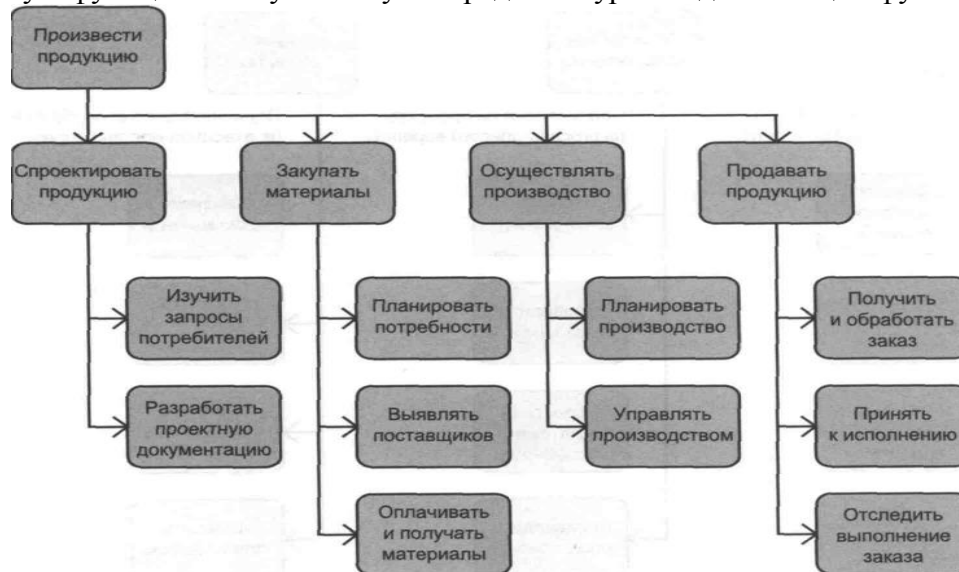 Произвести
продукцию
Спроектировать
продукцию
Закупать
материалы
Осуществлять
производство
Продавать
продукцию
Изучить
запросы
потребителей
Планировать
потребности
Планировать
производство
Получить
и обработать
заказ
Разработать
проектную
документацию
Выявлять
поставщиков
Управлять
производством
Принять
к исполнению
Оплачивать
и получать
материалы
Отследить
выполнение
заказа